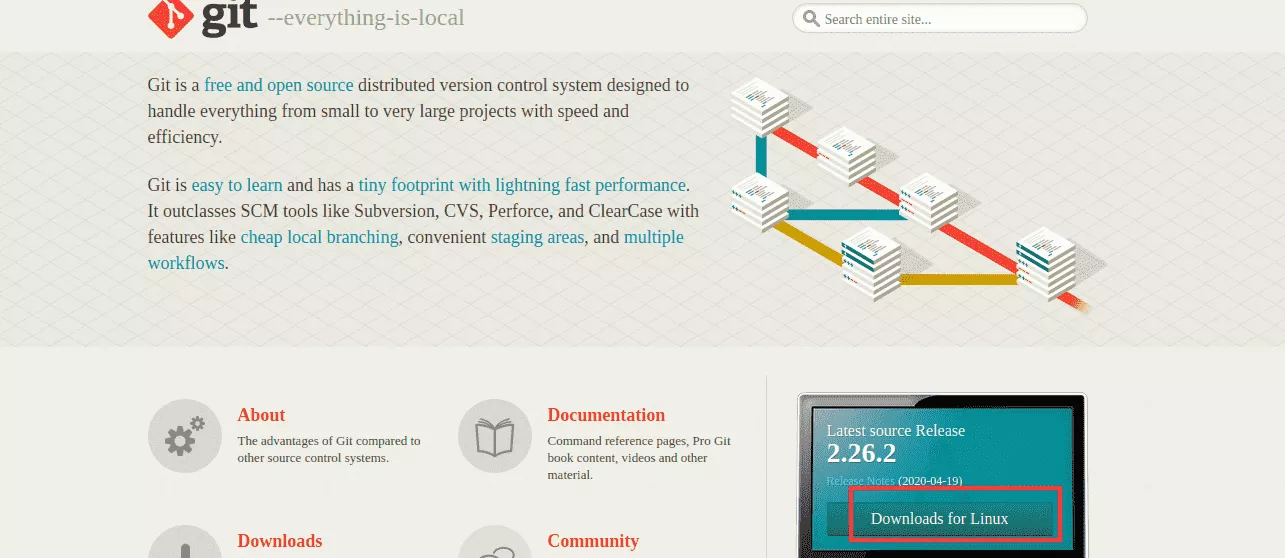 git --everything-is-local
Search entire site...
Git is a free and open source distributed version control system designed to
handle everything from small to very large projects with speed and
efficiency.
Git is easy to learn and has a tiny footprint with lightning fast performance.
It outclasses SCM tools like Subversion, CVS, Perforce, and ClearCase with
features like cheap local branching, convenient staging areas, and multiple
workflows.
About
The advantages of Git compared to
other source control systems.
Documentation
Command reference pages, Pro Git
book content, videos and other
material.
Downloads
Community
Latest source Release
2.26.2
Release Notes (2020-04-19)
Downloads for Linux